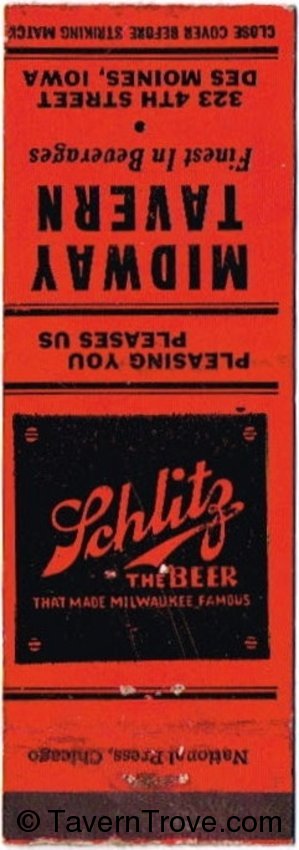 CLOSE COVER BEFORE STRIKING MATCH
MIDWAY
TAVERN
Finest In Beverages
•
323 4TH STREET
DES MOINES, IOWA
PLEASING YOU
PLEASES US
Schlitz
THE BEER
THAT MADE MILWAUKEE FAMOUS
National Press, Chicago
© TavernTrove.com